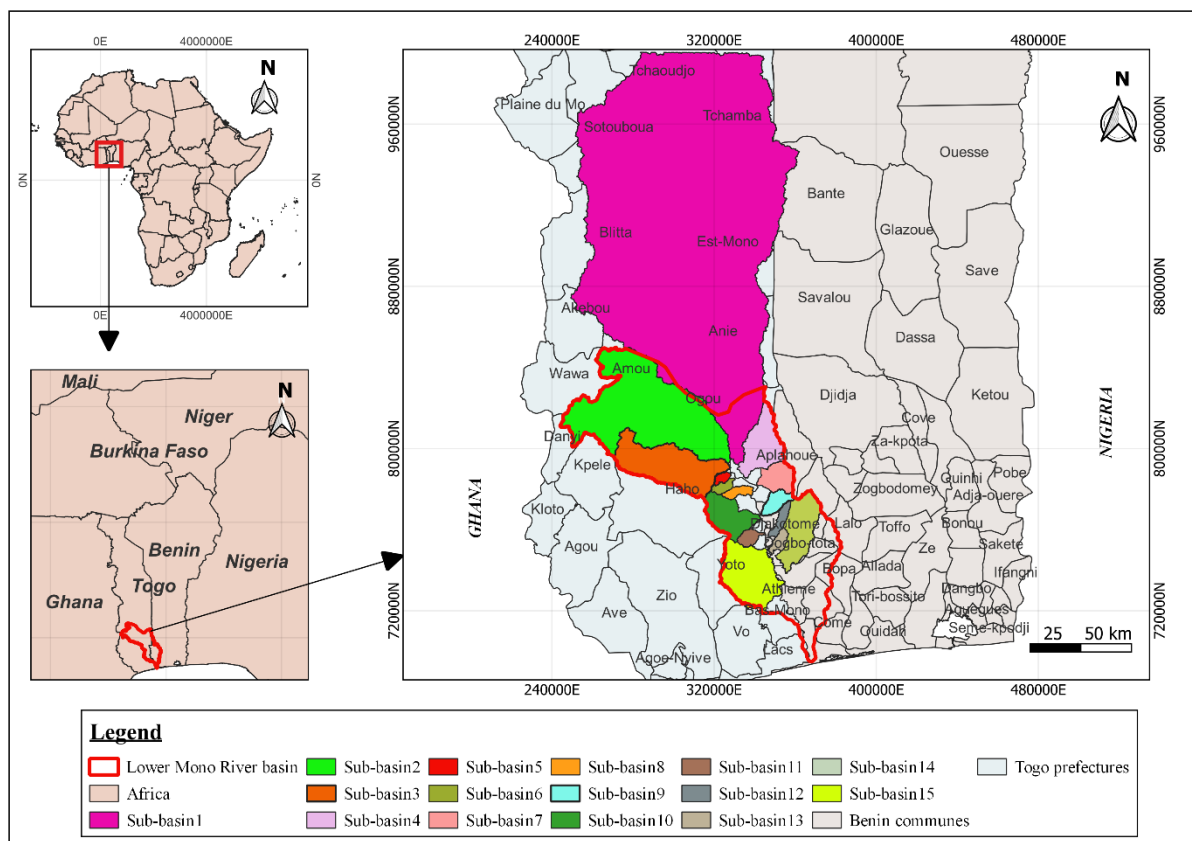 0E 4000000E
N
0N 0N
0E 4000000E
N
Mali
Niger
Burkina Faso
Benin
Nigeria
Togo
Ghana
240000E 320000E 400000E 480000E
960000N 960000N
880000N 880000N
800000N 800000N
720000N 720000N
240000E 320000E 400000E 480000E
N
GHANA
NIGERIA
Tchaoudjo
Plaine du Mo
Tchamba
Sotouboua
Ouesse
Bante
Blitta
Est-Mono
Glazoue
Save
Akebou
Savalou
Anie
Dassa
Wawa
Amou
Ogou
Djidja
Ketou
Cove
Danyi
Za-kpota
Kpele
Aplahoue
Haho
Zogbodomey
Ouinhi
Pobe
Adja-ouere
Kloto
Djakotome
Lalo
Toffo
Bonou
Agou
Dogbo-tota
Ze
Sakete
Yoto
Bopa
Allada
Ifangni
Zio
Athieme
Tori-bossito
Dangbo
Ave
Bas-Mono
Aguegues
Vo
Come
Ouidah
Seme-kpodji
Agoe-Nyive
Lacs
25 50 km
Legend
Lower Mono River basin Sub-basin2 Sub-basin5 Sub-basin8 Sub-basin11 Sub-basin14 Togo prefectures
Africa Sub-basin3 Sub-basin6 Sub-basin9 Sub-basin12 Sub-basin15
Sub-basin1 Sub-basin4 Sub-basin7 Sub-basin10 Sub-basin13 Benin communes